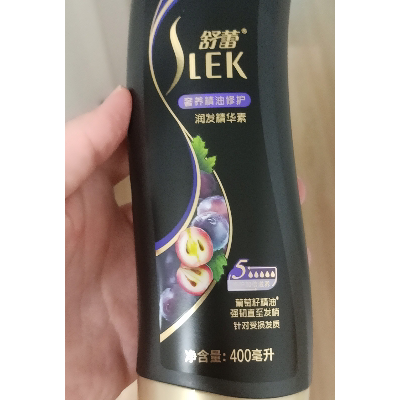 舒蕾®
SLEK
奢养精油修护
润发精华素
5
葡萄籽精油
强韧直至发梢
针对受损发质
净含量：400毫升